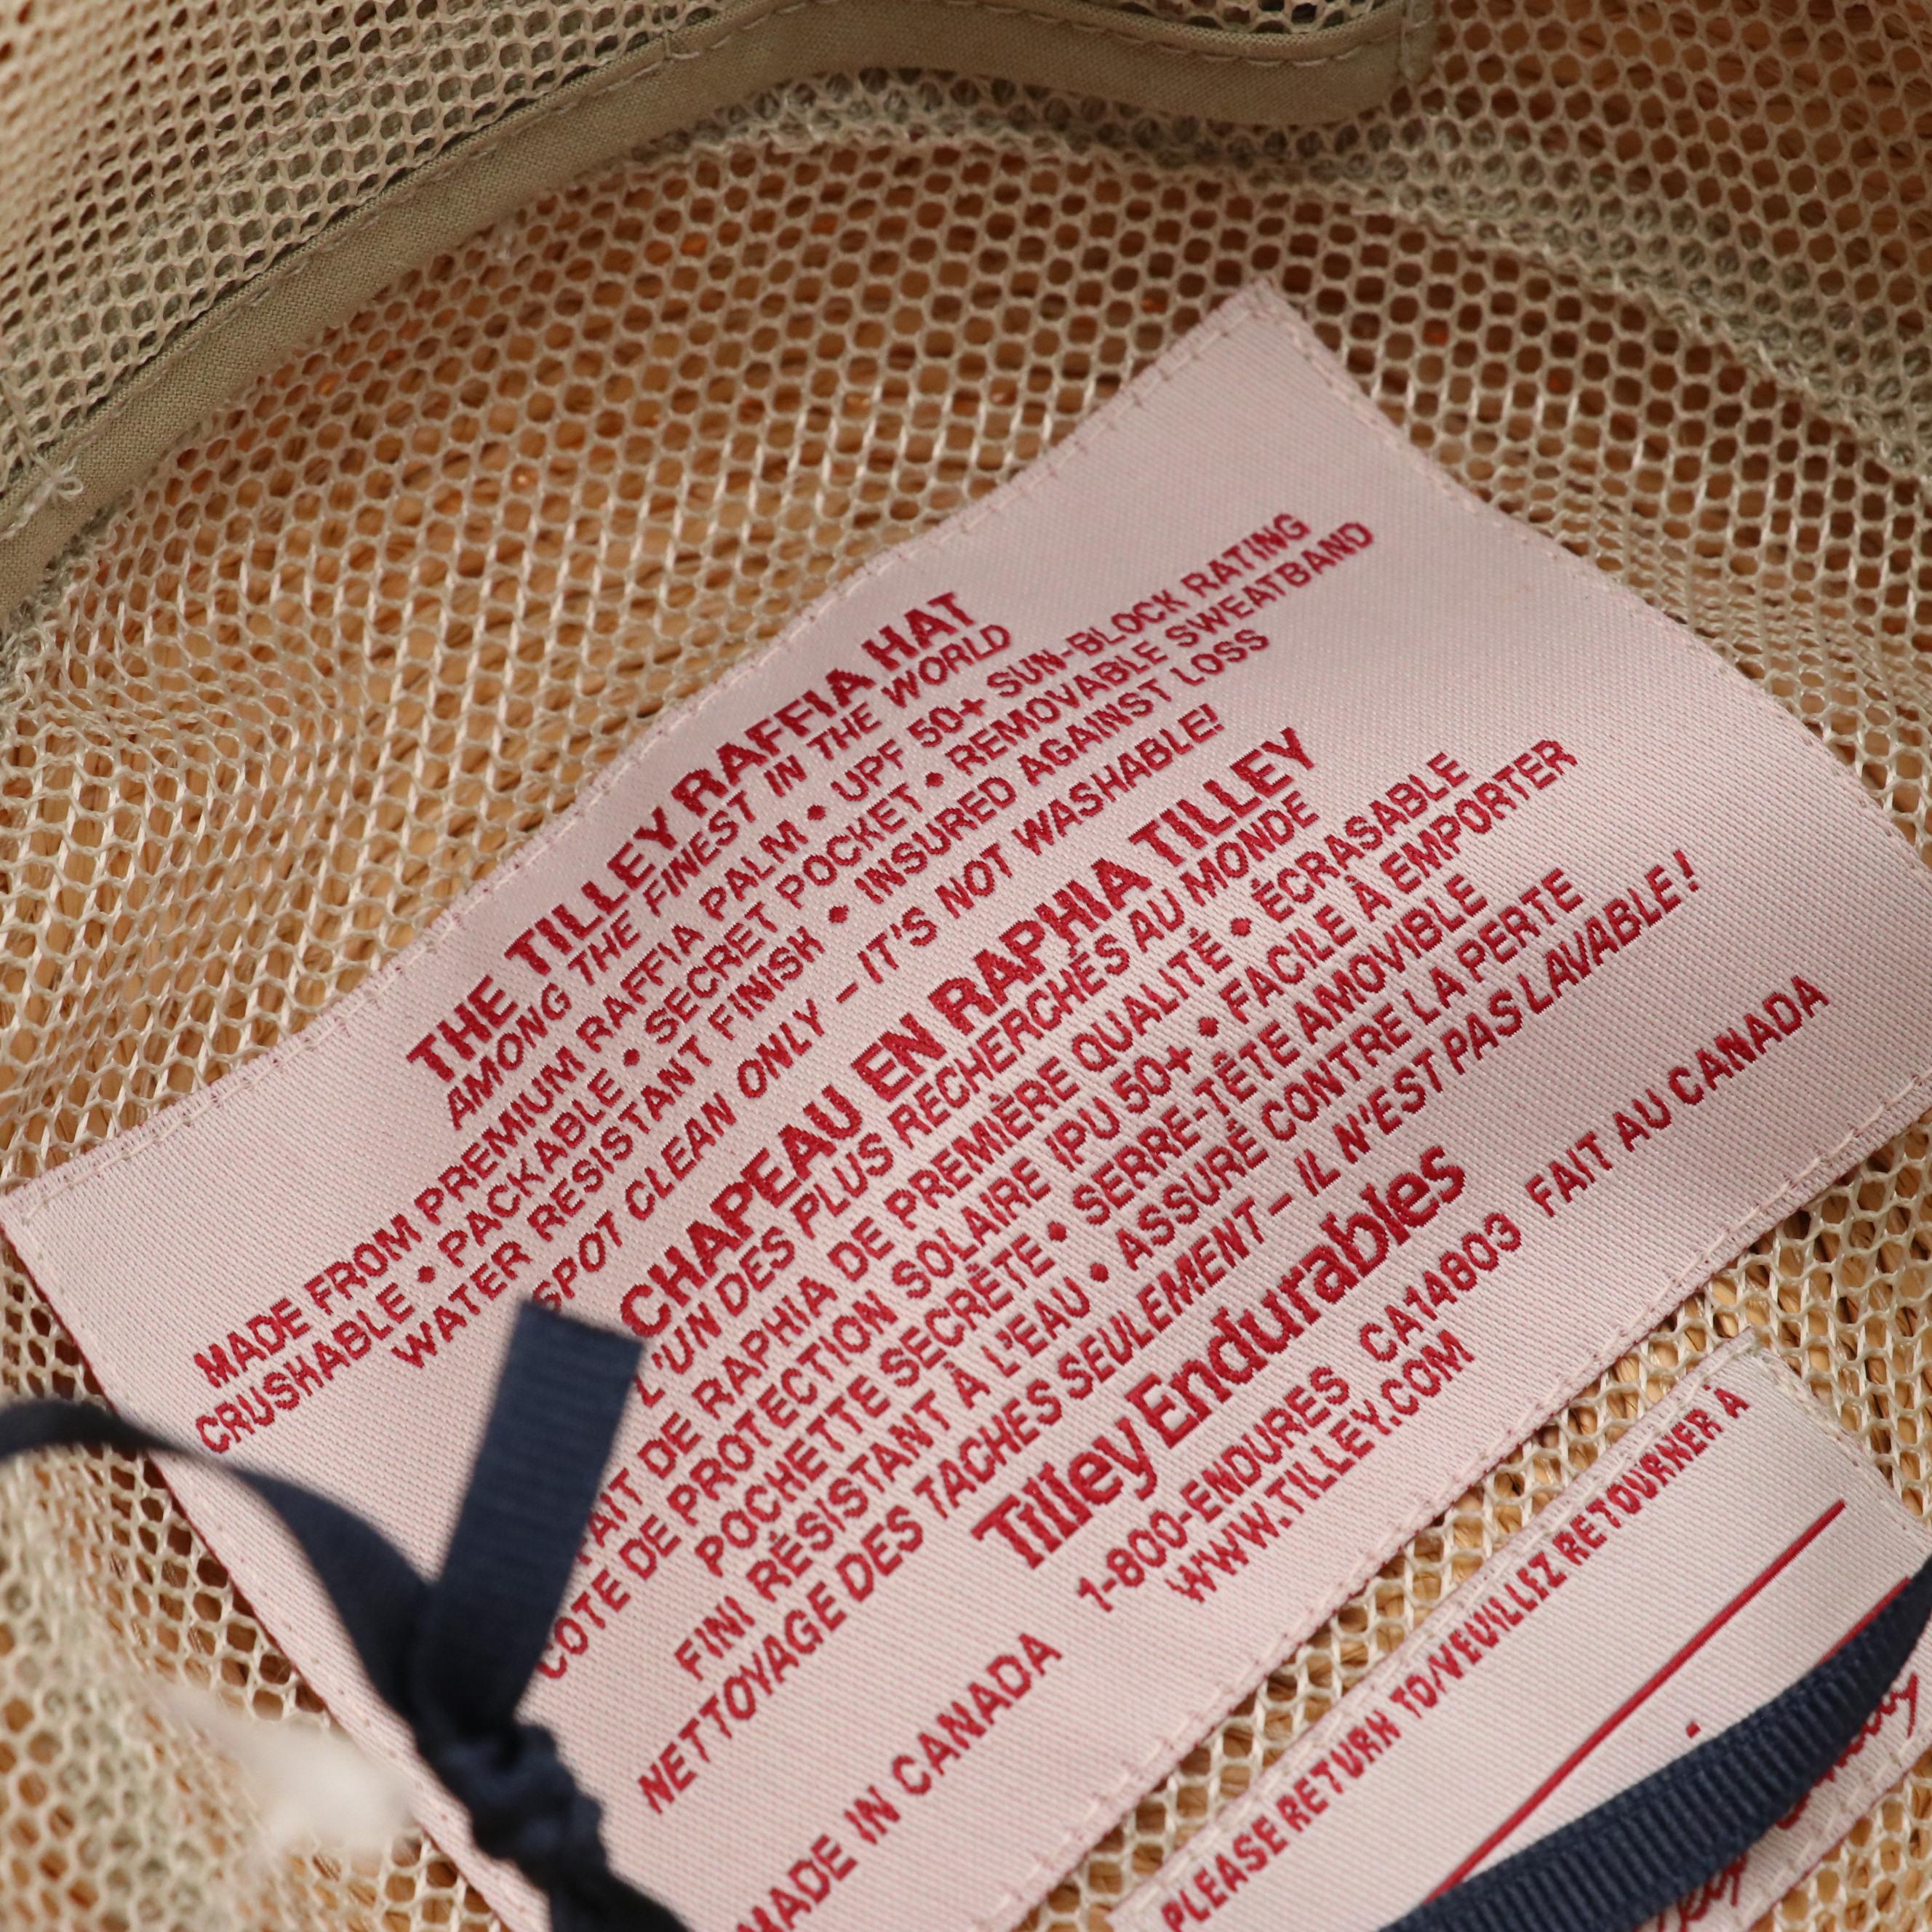 THE TILLEY RAFFIA HAT
AMONG THE FINEST IN THE WORLD
MADE FROM PREMIUM RAFFIA PALM • UPF 50+ SUN-BLOCK RATING
CRUSHABLE • PACKABLE • SECRET POCKET • REMOVABLE SWEATBAND
WATER RESISTANT FINISH • INSURED AGAINST LOSS
SPOT CLEAN ONLY – IT'S NOT WASHABLE!
CHAPEAU EN RAPHIA TILLEY
L'UN DES PLUS RECHERCHÉS AU MONDE
FAIT DE RAPHIA DE PREMIÈRE QUALITÉ • ÉCRASABLE
COTE DE PROTECTION SOLAIRE IPU 50+ • FACILE À EMPORTER
POCHETTE SECRÈTE • SERRE-TÊTE AMOVIBLE
FINI RÉSISTANT À L'EAU • ASSURÉ CONTRE LA PERTE
NETTOYAGE DES TACHES SEULEMENT – IL N'EST PAS LAVABLE !
Tilley Endurables
MADE IN CANADA 1-800-ENDURES CA14803 FAIT AU CANADA
WWW.TILLEY.COM
PLEASE RETURN TO/VEUILLEZ RETOURNER À